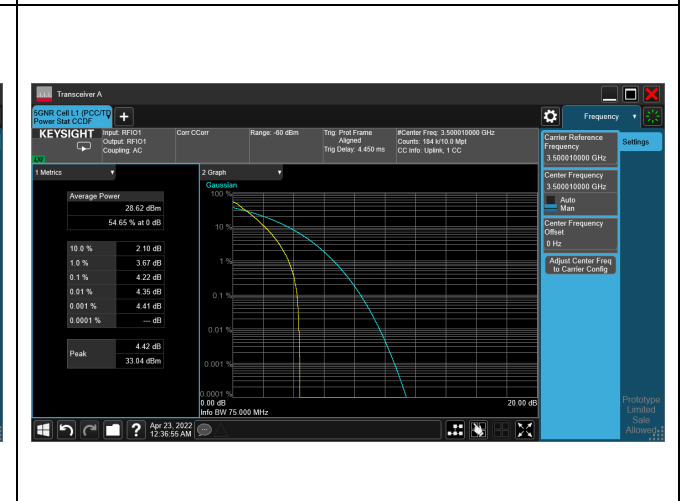 Transceiver A
5GNR Cell L1 (PCC/TD
Power Stat CCDF
Frequency
KEYSIGHT
LXI
Input: RFIO1
Output: RFIO1
Coupling: AC
Corr CCorr
Range: -60 dBm
Trig: Prot Frame
Aligned
Trig Delay: 4.450 ms
#Center Freq: 3.500010000 GHz
Counts: 184 k/10.0 Mpt
CC Info: Uplink, 1 CC
1 Metrics
Average Power
28.62 dBm
54.65 % at 0 dB
10.0 % 2.10 dB
1.0 % 3.67 dB
0.1 % 4.22 dB
0.01 % 4.35 dB
0.001 % 4.41 dB
0.0001 % --- dB
Peak
4.42 dB
33.04 dBm
2 Graph
Gaussian
100 %
10 %
1 %
0.1 %
0.01 %
0.001 %
0.0001 %
0.00 dB
20.00 dB
Info BW 75.000 MHz
Carrier Reference
Frequency
3.500010000 GHz
Center Frequency
3.500010000 GHz
Auto
Man
Center Frequency
Offset
0 Hz
Adjust Center Freq
to Carrier Config
Settings
Prototype
Limited
Sale
Allowed
Apr 23, 2022
12:36:55 AM